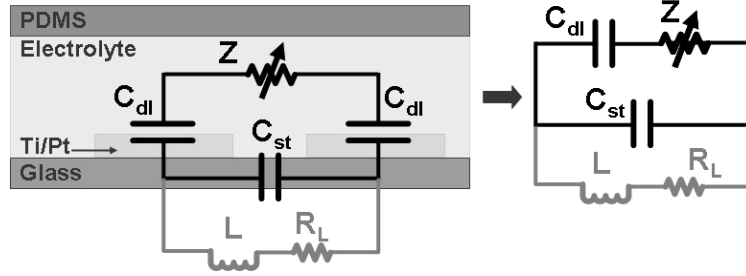 PDMS
Electrolyte
Z
C_dl
C_dl
C_st
Ti/Pt
Glass
L
R_L
C_dl
Z
C_st
L
R_L